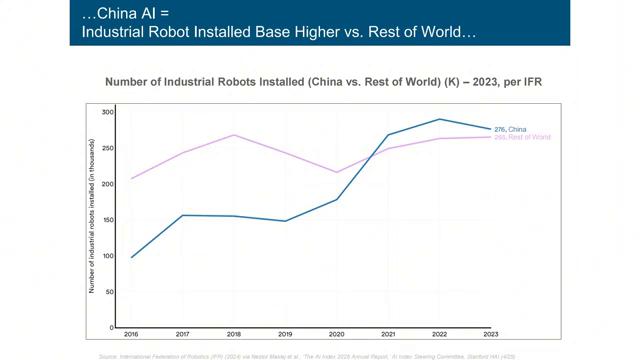 …China AI =
Industrial Robot Installed Base Higher vs. Rest of World…
Number of Industrial Robots Installed (China vs. Rest of World) (K) – 2023, per IFR
Number of industrial robots installed (in thousands)
300
250
200
150
100
50
0
276, China
265, Rest of World
2016
2017
2018
2019
2020
2021
2022
2023
Source: International Federation of Robotics (IFR) (2024) via Nestor Maslej et al., 'The AI Index 2025 Annual Report,' AI Index Steering Committee, Stanford HAI (4/25)